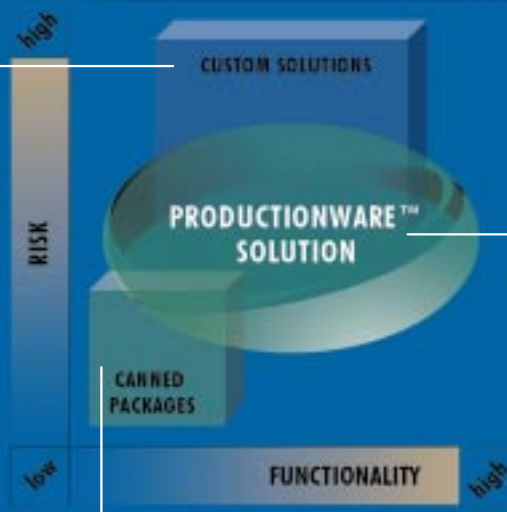 high
CUSTOM SOLUTIONS
PRODUCTIONWARE™
SOLUTION
RISK
CANNED
PACKAGES
low
FUNCTIONALITY
high